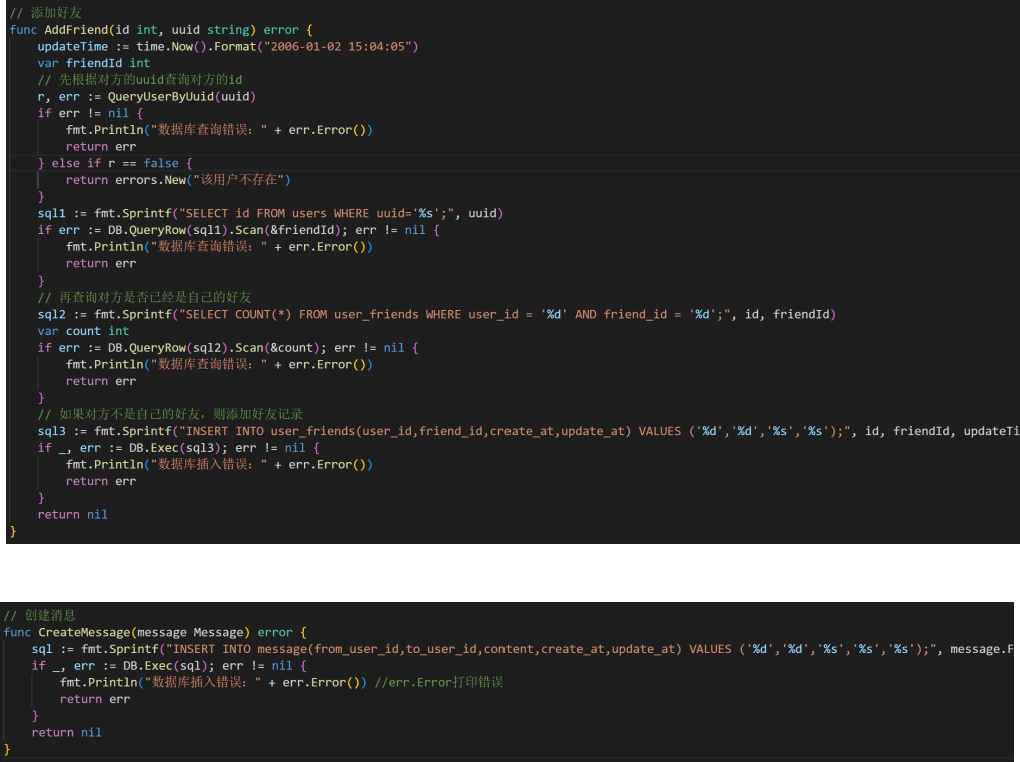 // 添加好友
func AddFriend(id int, uuid string) error {
    updateTime := time.Now().Format("2006-01-02 15:04:05")
    var friendId int
    // 先根据对方的uuid查询对方的id
    r, err := QueryUserByUuid(uuid)
    if err != nil {
        fmt.Println("数据库查询错误: " + err.Error())
        return err
    } else if r == false {
        return errors.New("该用户不存在")
    }
    sql1 := fmt.Sprintf("SELECT id FROM users WHERE uuid='%s';", uuid)
    if err := DB.QueryRow(sql1).Scan(&friendId); err != nil {
        fmt.Println("数据库查询错误: " + err.Error())
        return err
    }
    // 再查询对方是否已经是自己的好友
    sql2 := fmt.Sprintf("SELECT COUNT(*) FROM user_friends WHERE user_id = '%d' AND friend_id = '%d';", id, friendId)
    var count int
    if err := DB.QueryRow(sql2).Scan(&count); err != nil {
        fmt.Println("数据库查询错误: " + err.Error())
        return err
    }
    // 如果对方不是自己的好友，则添加好友记录
    sql3 := fmt.Sprintf("INSERT INTO user_friends(user_id,friend_id,create_at,update_at) VALUES ('%d','%d','%s','%s');", id, friendId, updateTi
    if _, err := DB.Exec(sql3); err != nil {
        fmt.Println("数据库插入错误: " + err.Error())
        return err
    }
    return nil
}
// 创建消息
func CreateMessage(message Message) error {
    sql := fmt.Sprintf("INSERT INTO message(from_user_id,to_user_id,content,create_at,update_at) VALUES ('%d','%d','%s','%s','%s');", message.F
    if _, err := DB.Exec(sql); err != nil {
        fmt.Println("数据库插入错误: " + err.Error()) //err.Error打印错误
        return err
    }
    return nil
}